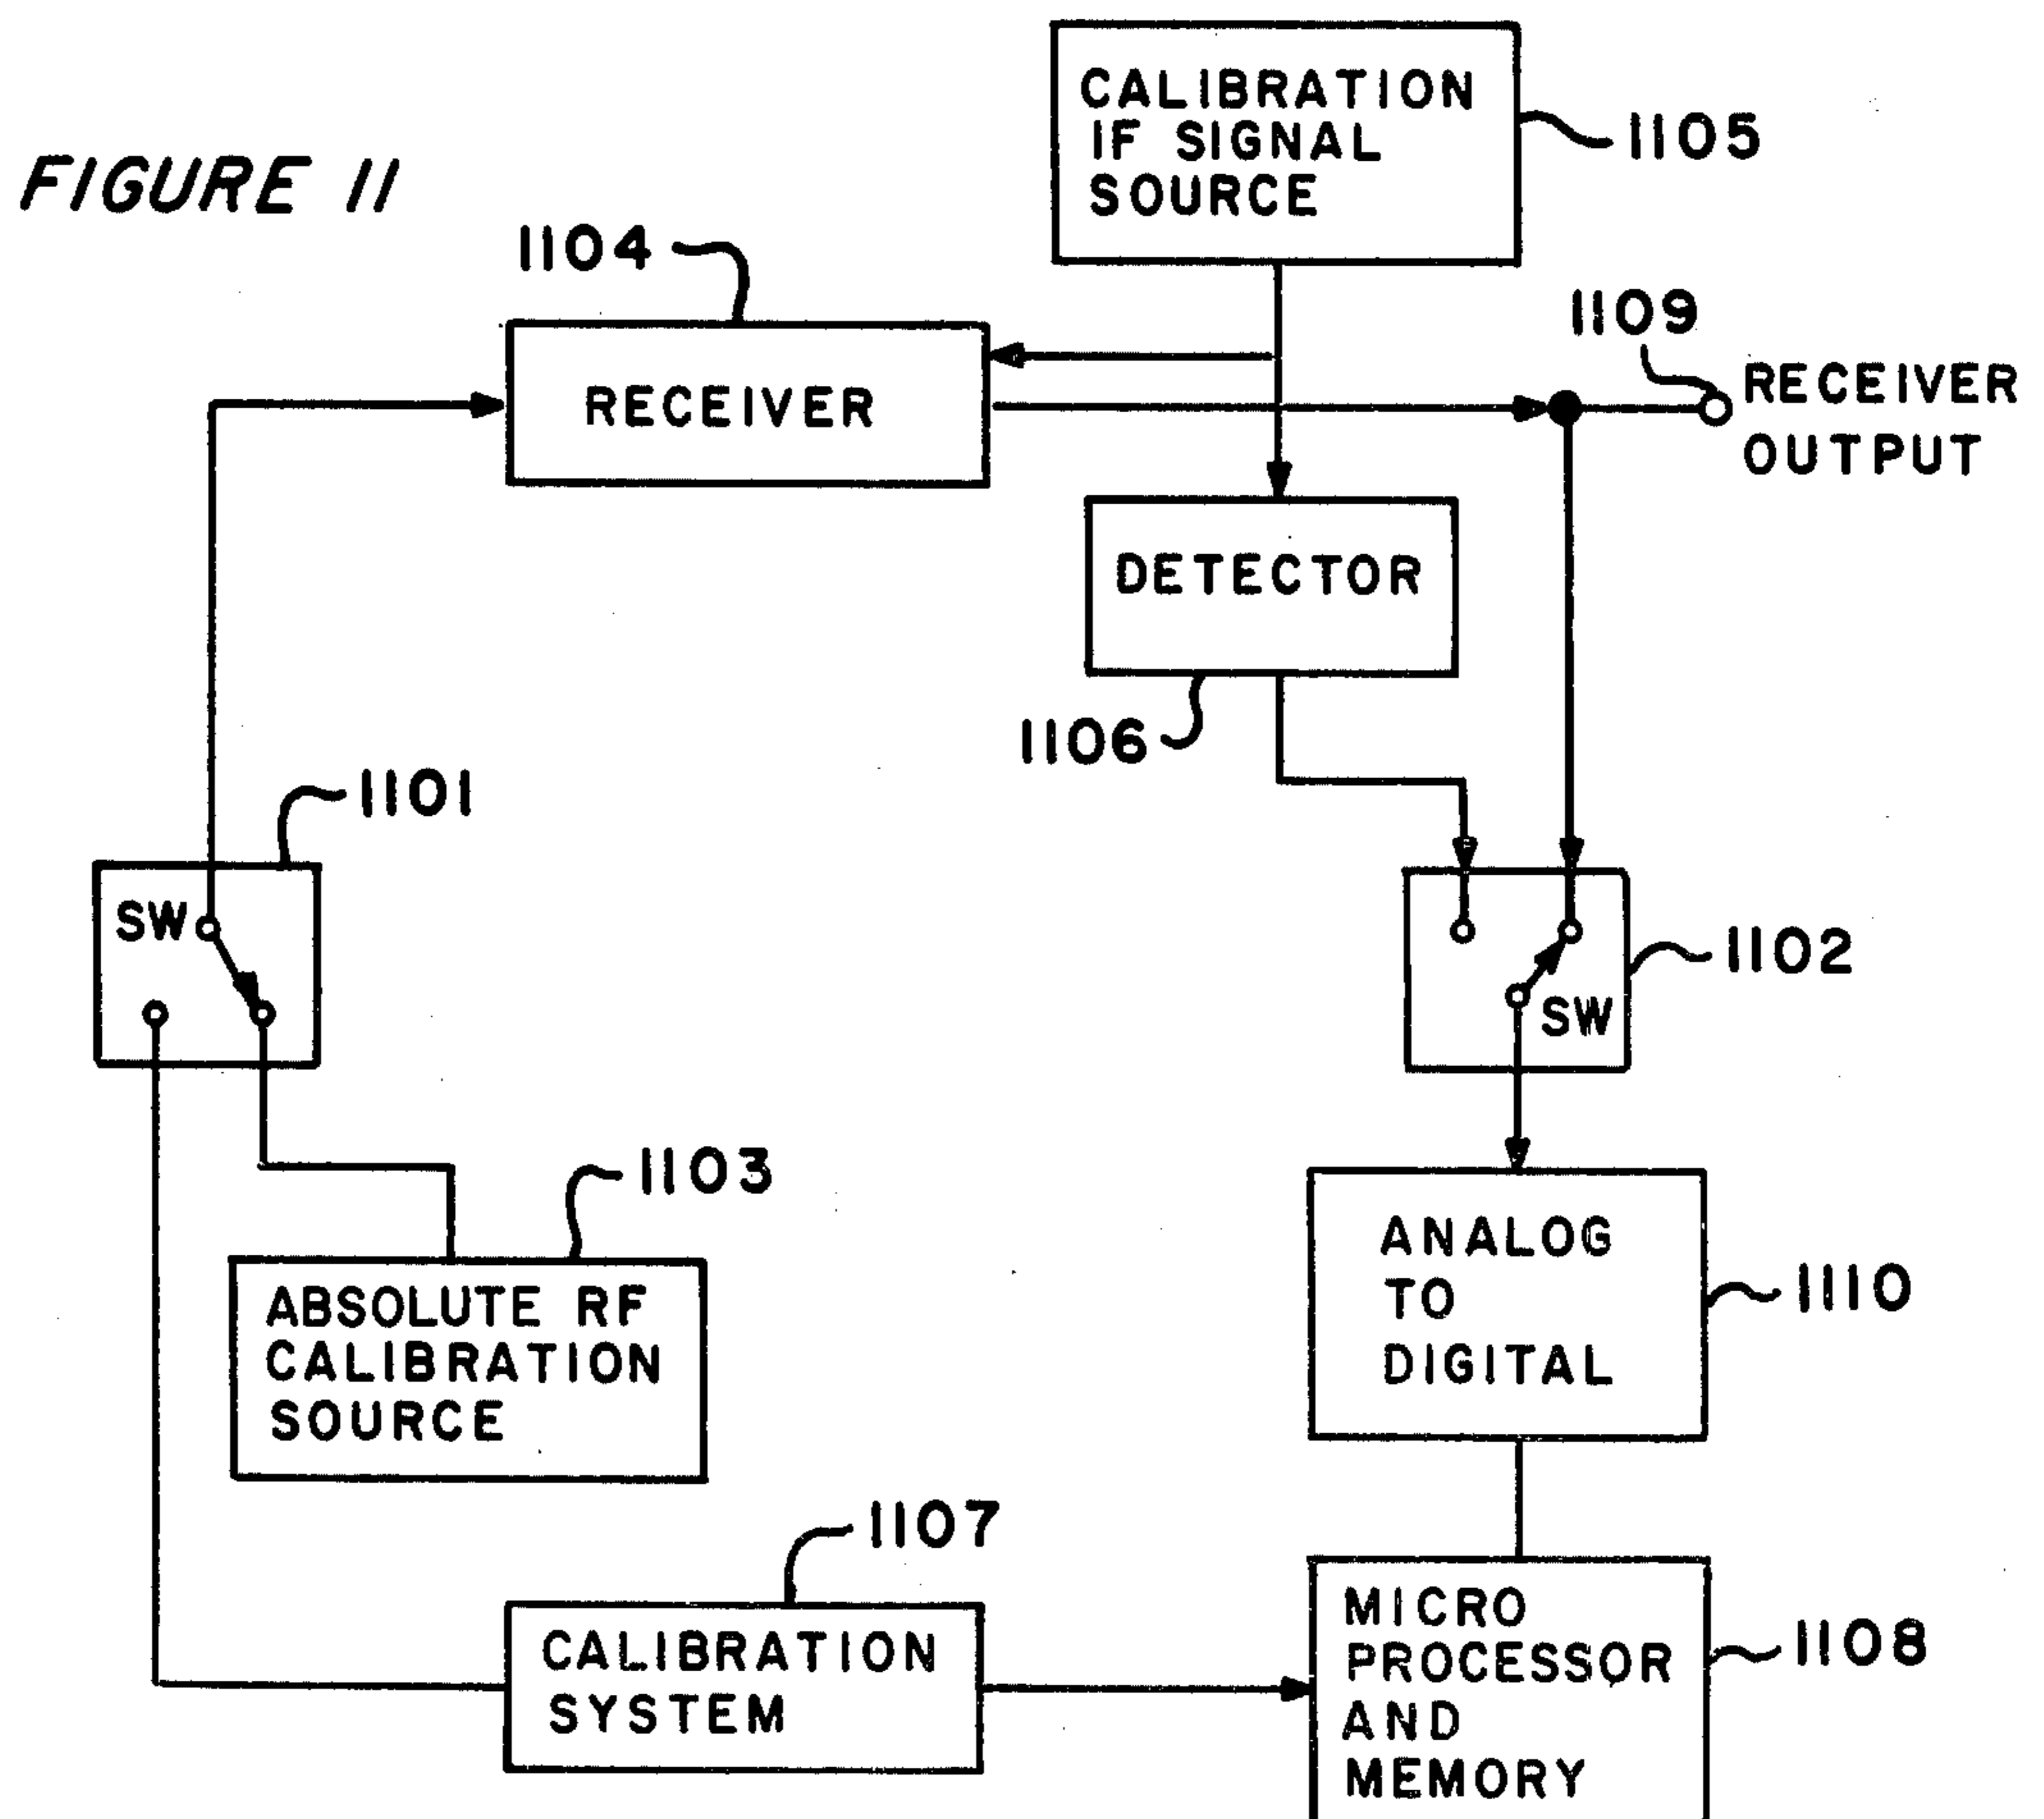 FIGURE 11
CALIBRATION
IF SIGNAL
SOURCE
1105
1104
RECEIVER
1109
RECEIVER
OUTPUT
DETECTOR
1106
1101
SW
1102
SW
1103
ABSOLUTE RF
CALIBRATION
SOURCE
ANALOG
TO
DIGITAL
1110
1107
CALIBRATION
SYSTEM
MICRO
PROCESSOR
AND
MEMORY
1108